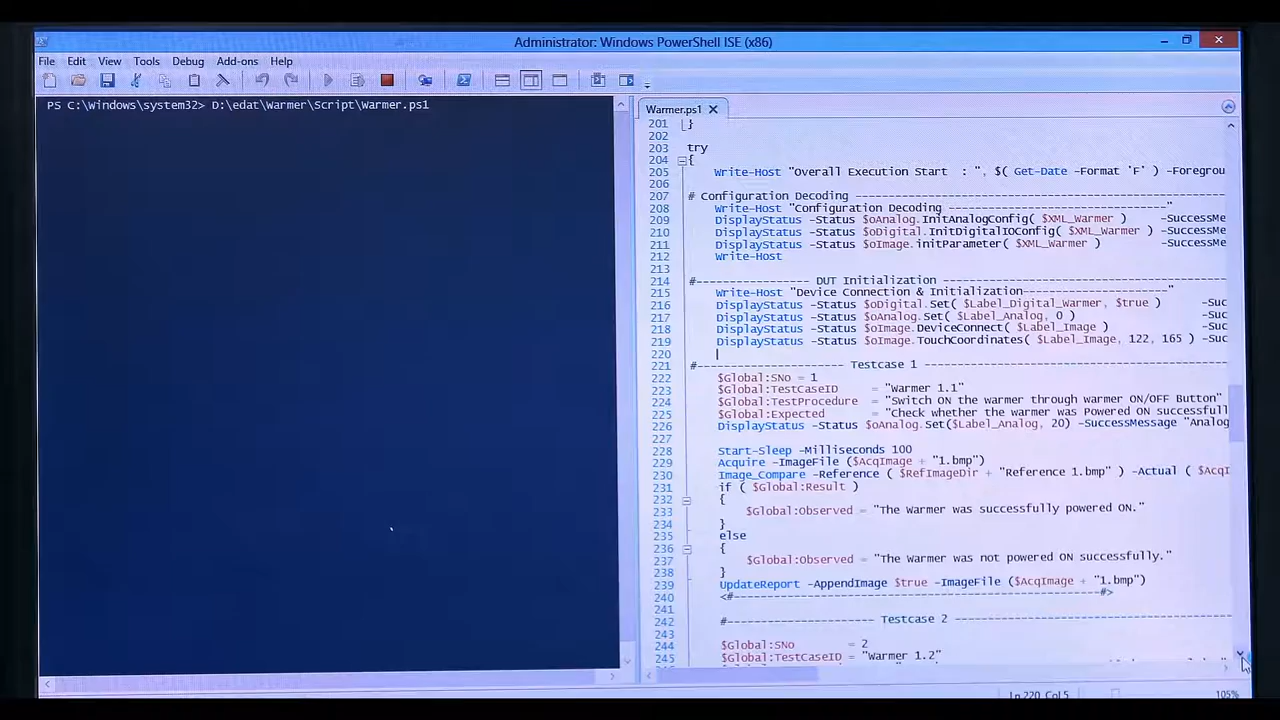 Administrator: Windows PowerShell ISE (x86)
File Edit View Tools Debug Add-ons Help
PS C:\Windows\system32> D:\edat\Warmer\Script\Warmer.ps1
Warmer.ps1
201 }
202
203 try
204 {
205 Write-Host "Overall Execution Start : ", $( Get-Date -Format 'F' ) -Foregrou
206
207 # Configuration Decoding ------------------------------------------------
208 Write-Host "Configuration Decoding --------------------------------"
209 DisplayStatus -Status $oAnalog.InitAnalogConfig( $XML_Warmer ) -SuccessMe
210 DisplayStatus -Status $oDigital.InitDigitalIOConfig( $XML_Warmer ) -SuccessMe
211 DisplayStatus -Status $oImage.initParameter( $XML_Warmer ) -SuccessMe
212 Write-Host
213
214 #---------------- DUT Initialization --------------------------------------
215 Write-Host "Device Connection & Initialization---------------------"
216 DisplayStatus -Status $oDigital.Set( $Label_Digital_Warmer, $true ) -Suc
217 DisplayStatus -Status $oAnalog.Set( $Label_Analog, 0 ) -Suc
218 DisplayStatus -Status $oImage.DeviceConnect( $Label_Image ) -Suc
219 DisplayStatus -Status $oImage.TouchCoordinates( $Label_Image, 122, 165 ) -Suc
220
221 #--------------------- Testcase 1 -------------------------------------------
222 $Global:SNo = 1
223 $Global:TestCaseID = "Warmer 1.1"
224 $Global:TestProcedure = "Switch ON the warmer through warmer ON/OFF Button"
225 $Global:Expected = "Check whether the warmer was Powered ON successfull
226 DisplayStatus -Status $oAnalog.Set($Label_Analog, 20) -SuccessMessage "Analog
227
228 Start-Sleep -Milliseconds 100
229 Acquire -ImageFile ($AcqImage + "1.bmp")
230 Image_Compare -Reference ( $RefImageDir + "Reference 1.bmp" ) -Actual ( $AcqI
231 if ( $Global:Result )
232 {
233 $Global:Observed = "The warmer was successfully powered ON."
234 }
235 else
236 {
237 $Global:Observed = "The warmer was not powered ON successfully."
238 }
239 UpdateReport -AppendImage $true -ImageFile ($AcqImage + "1.bmp")
240 <#---------------------------------------------------#>
241
242 #--------------------- Testcase 2 ---------------------------------------
243
244 $Global:SNo = 2
245 $Global:TestCaseID = "Warmer 1.2"
Ln 220, Col 5 105%